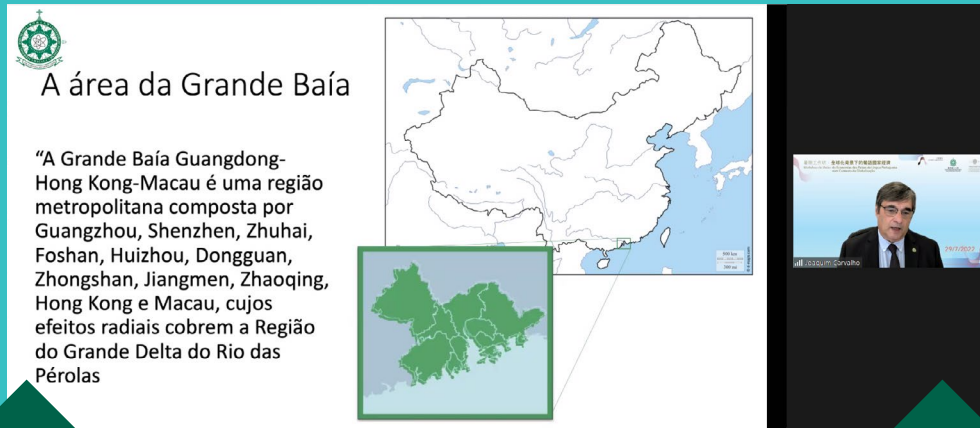 A área da Grande Baía
“A Grande Baía Guangdong-
Hong Kong-Macau é uma região
metropolitana composta por
Guangzhou, Shenzhen, Zhuhai,
Foshan, Huizhou, Dongguan,
Zhongshan, Jiangmen, Zhaoqing,
Hong Kong e Macau, cujos
efeitos radiais cobrem a Região
do Grande Delta do Rio das
Pérolas
29/7/2022
Joaquim Carvalho